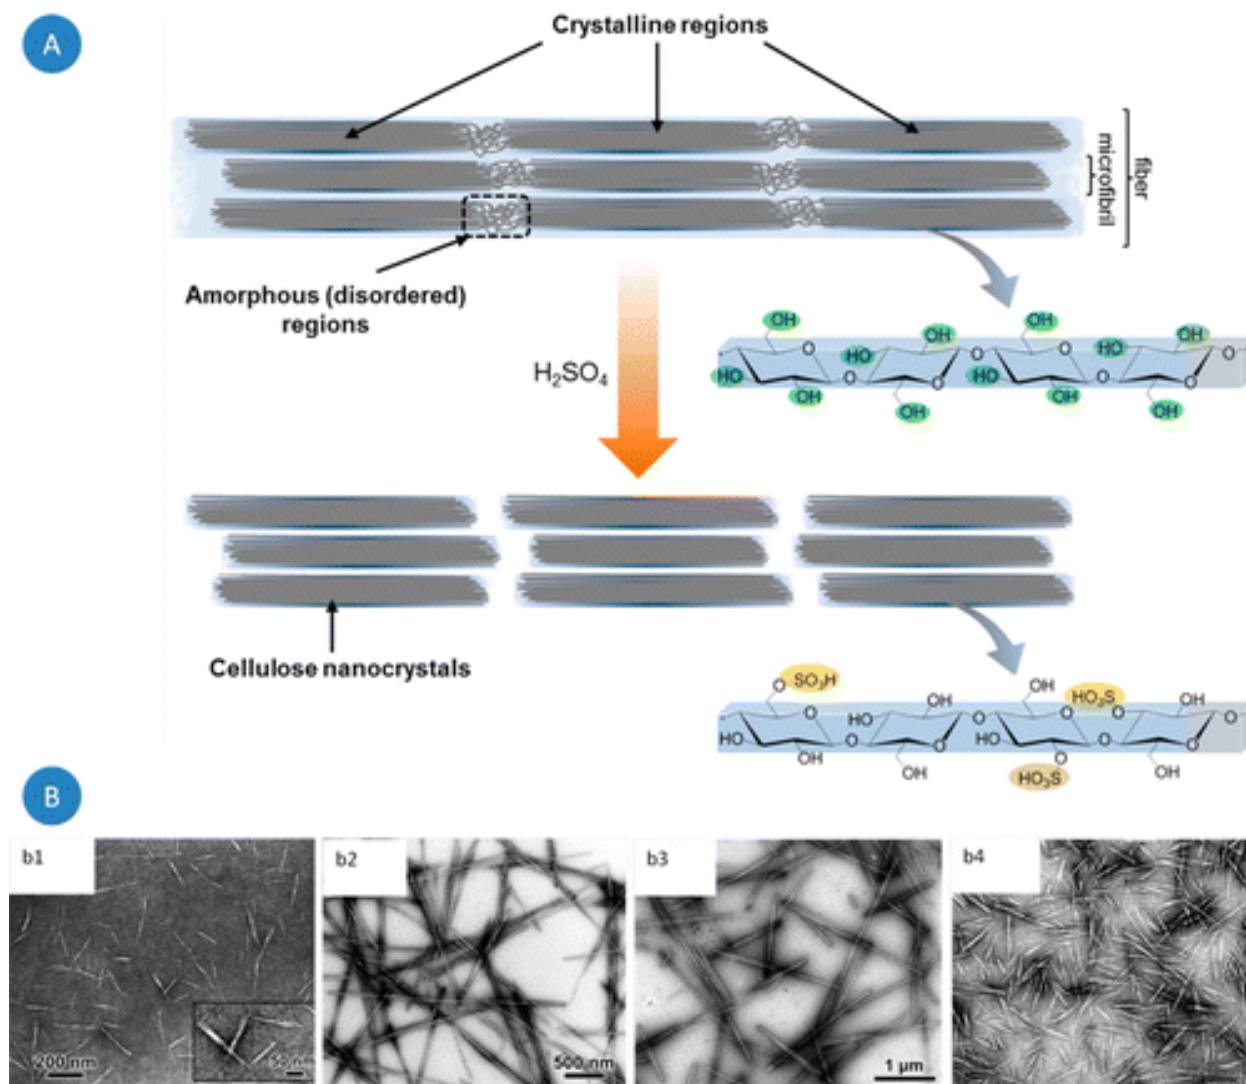 A
Crystalline regions
fiber
microfibril
Amorphous (disordered)
regions
H₂SO₄
OH
OH
OH
OH
O
O
O
HO
HO
O
HO
O
HO
O
O
O
OH
OH
OH
OH
Cellulose nanocrystals
O
SO₃H
OH
OH
HO₃S
O
OH
O
O
O
O
HO
HO
O
HO
O
O
O
OH
OH
O
OH
HO₃S
B
b1
b2
b3
b4
200 nm
500 nm
1 µm